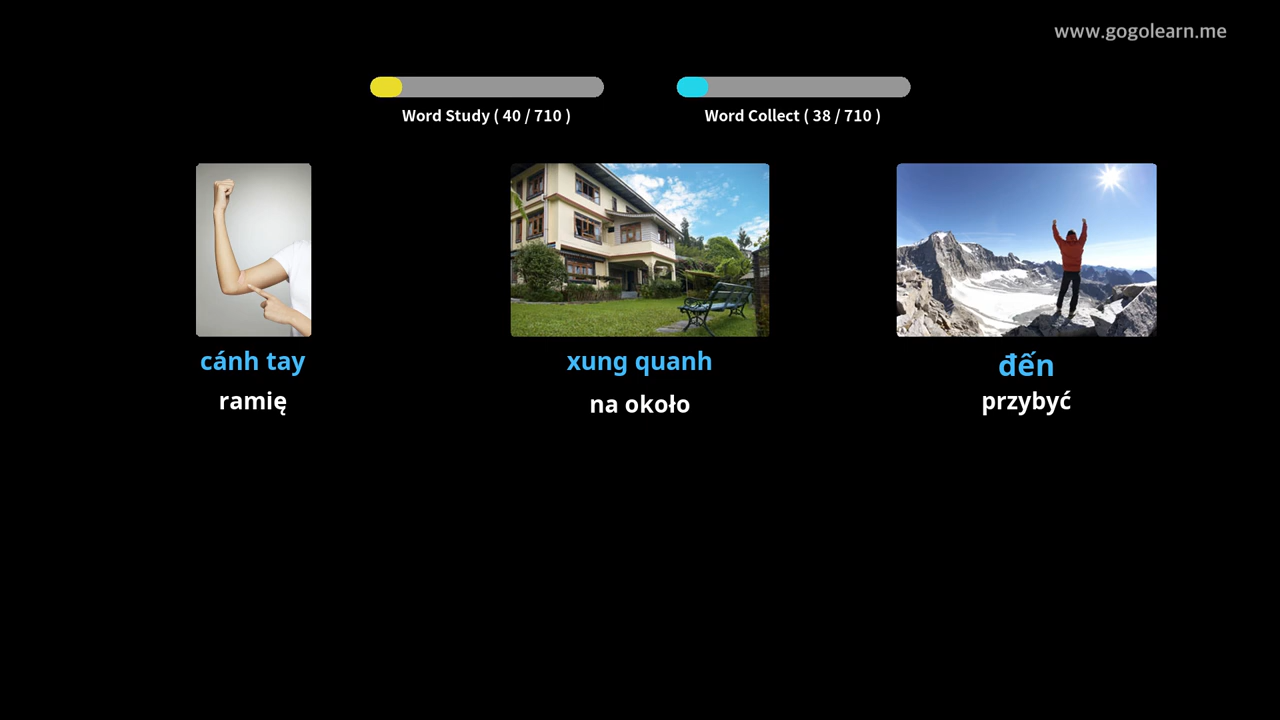 www.gogolearn.me
Word Study ( 40 / 710 )
Word Collect ( 38 / 710 )
cánh tay
xung quanh
đến
ramię
na około
przybyć